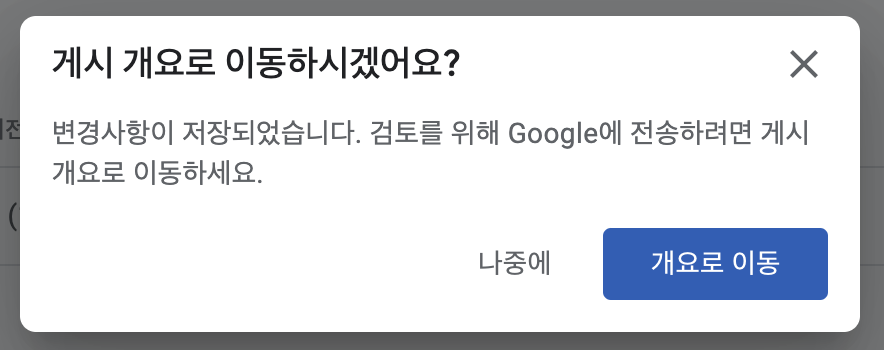 게시 개요로 이동하시겠어요?
변경사항이 저장되었습니다. 검토를 위해 Google에 전송하려면 게시
개요로 이동하세요.
나중에
개요로 이동